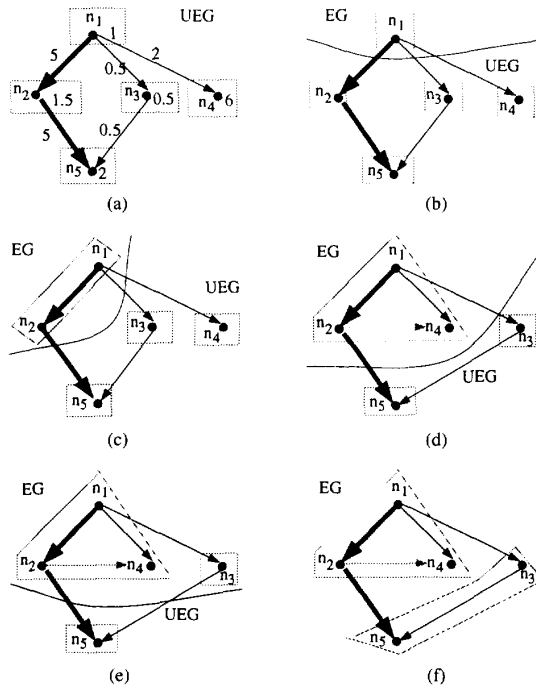 n1 1 UEG
5 0.5 2
n2 1.5 n3 0.5 n4 6
5 0.5
n5 2
(a)
EG n1
UEG
n2 n3 n4
n5
(b)
EG n1
UEG
n2 n3 n4
n5
(c)
EG n1
n2 n4 n3
n5 UEG
(d)
EG n1
n2 n4 n3
UEG
n5
(e)
EG n1
n2 n4 n3
n5
(f)